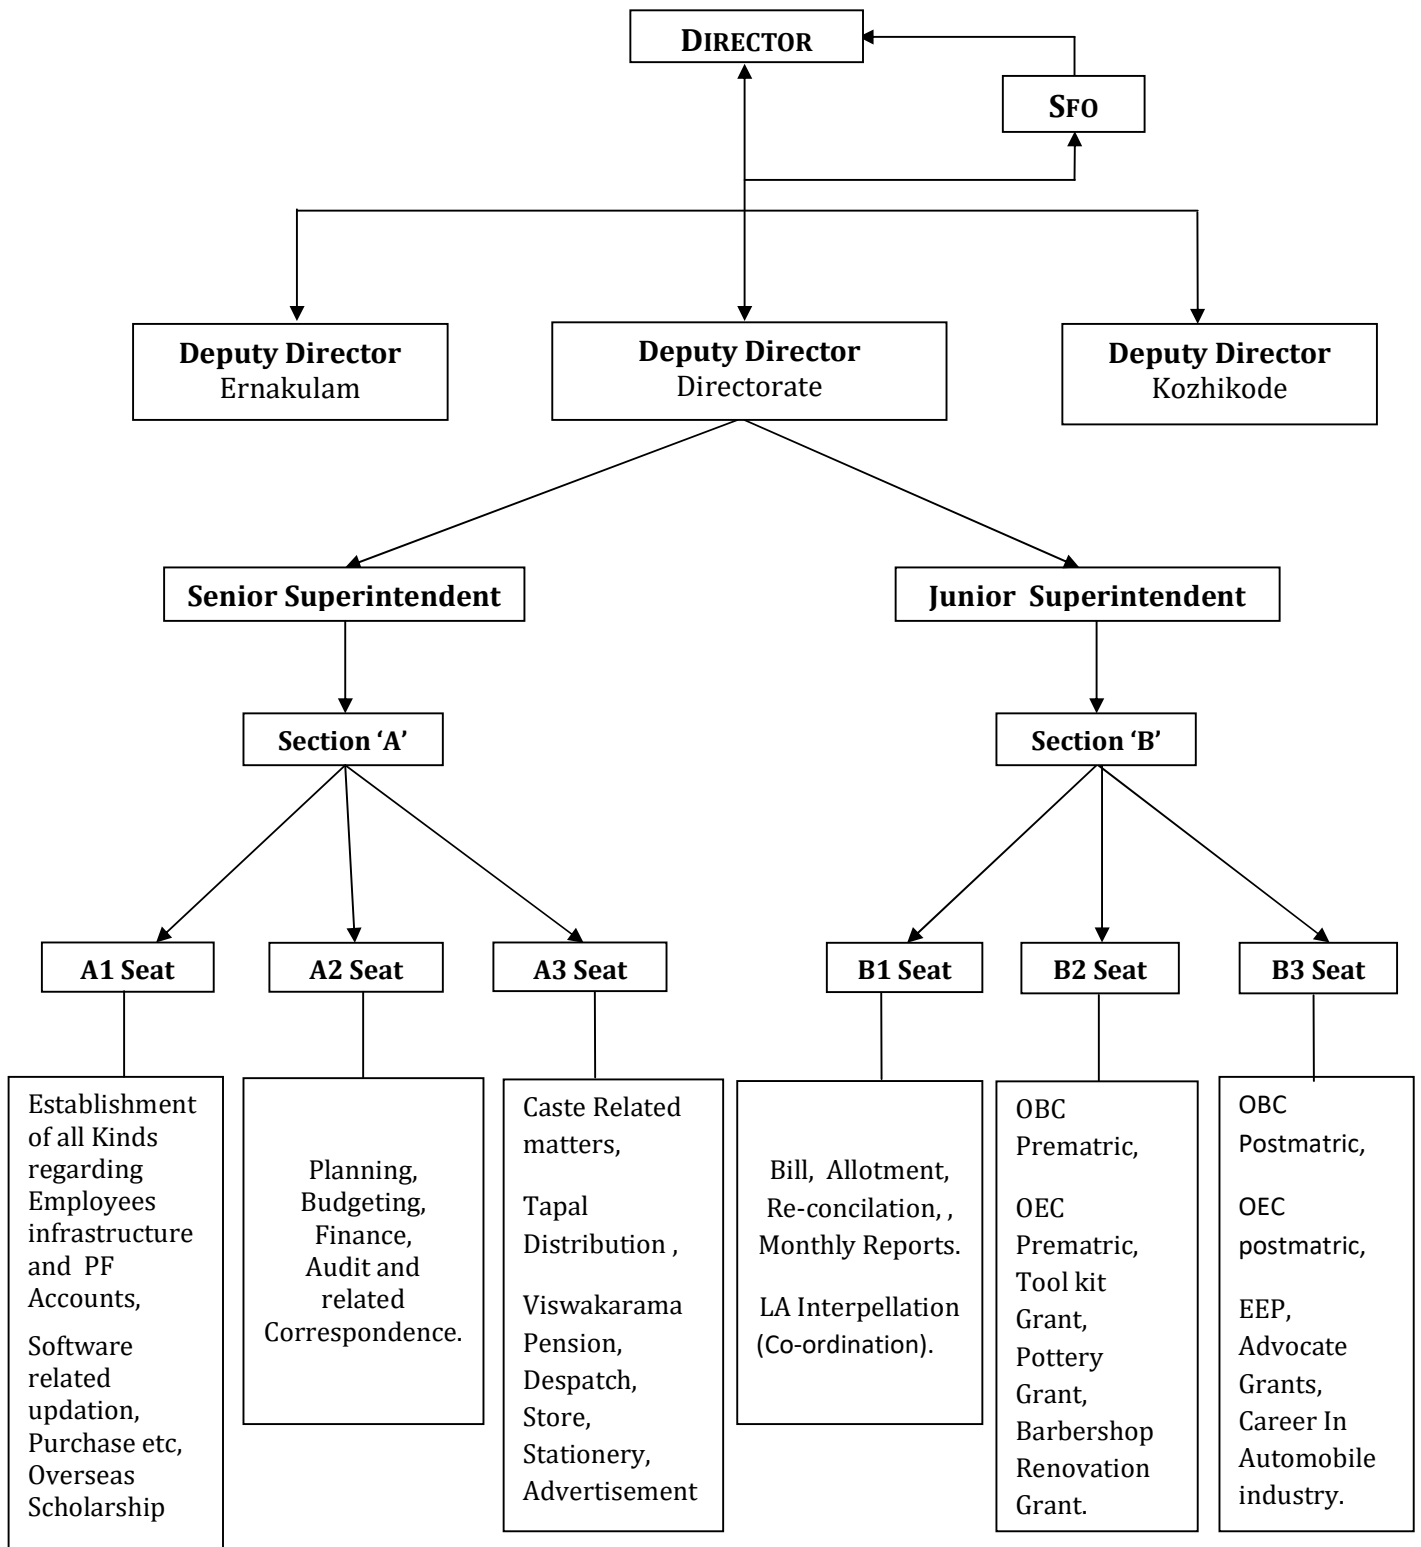 DIRECTOR
SFO
Deputy Director
Ernakulam
Deputy Director
Directorate
Deputy Director
Kozhikode
Senior Superintendent
Junior Superintendent
Section ‘A’
Section ‘B’
A1 Seat
A2 Seat
A3 Seat
B1 Seat
B2 Seat
B3 Seat
Establishment
of all Kinds
regarding
Employees
infrastructure
and PF
Accounts,
Software
related
updation,
Purchase etc,
Overseas
Scholarship
Planning,
Budgeting,
Finance,
Audit and
related
Correspondence.
Caste Related
matters,
Tapal
Distribution ,
Viswakarama
Pension,
Despatch,
Store,
Stationery,
Advertisement
Bill, Allotment,
Re-concilation, ,
Monthly Reports.
LA Interpellation
(Co-ordination).
OBC
Prematric,
OEC
Prematric,
Tool kit
Grant,
Pottery
Grant,
Barbershop
Renovation
Grant.
OBC
Postmatric,
OEC
postmatric,
EEP,
Advocate
Grants,
Career In
Automobile
industry.